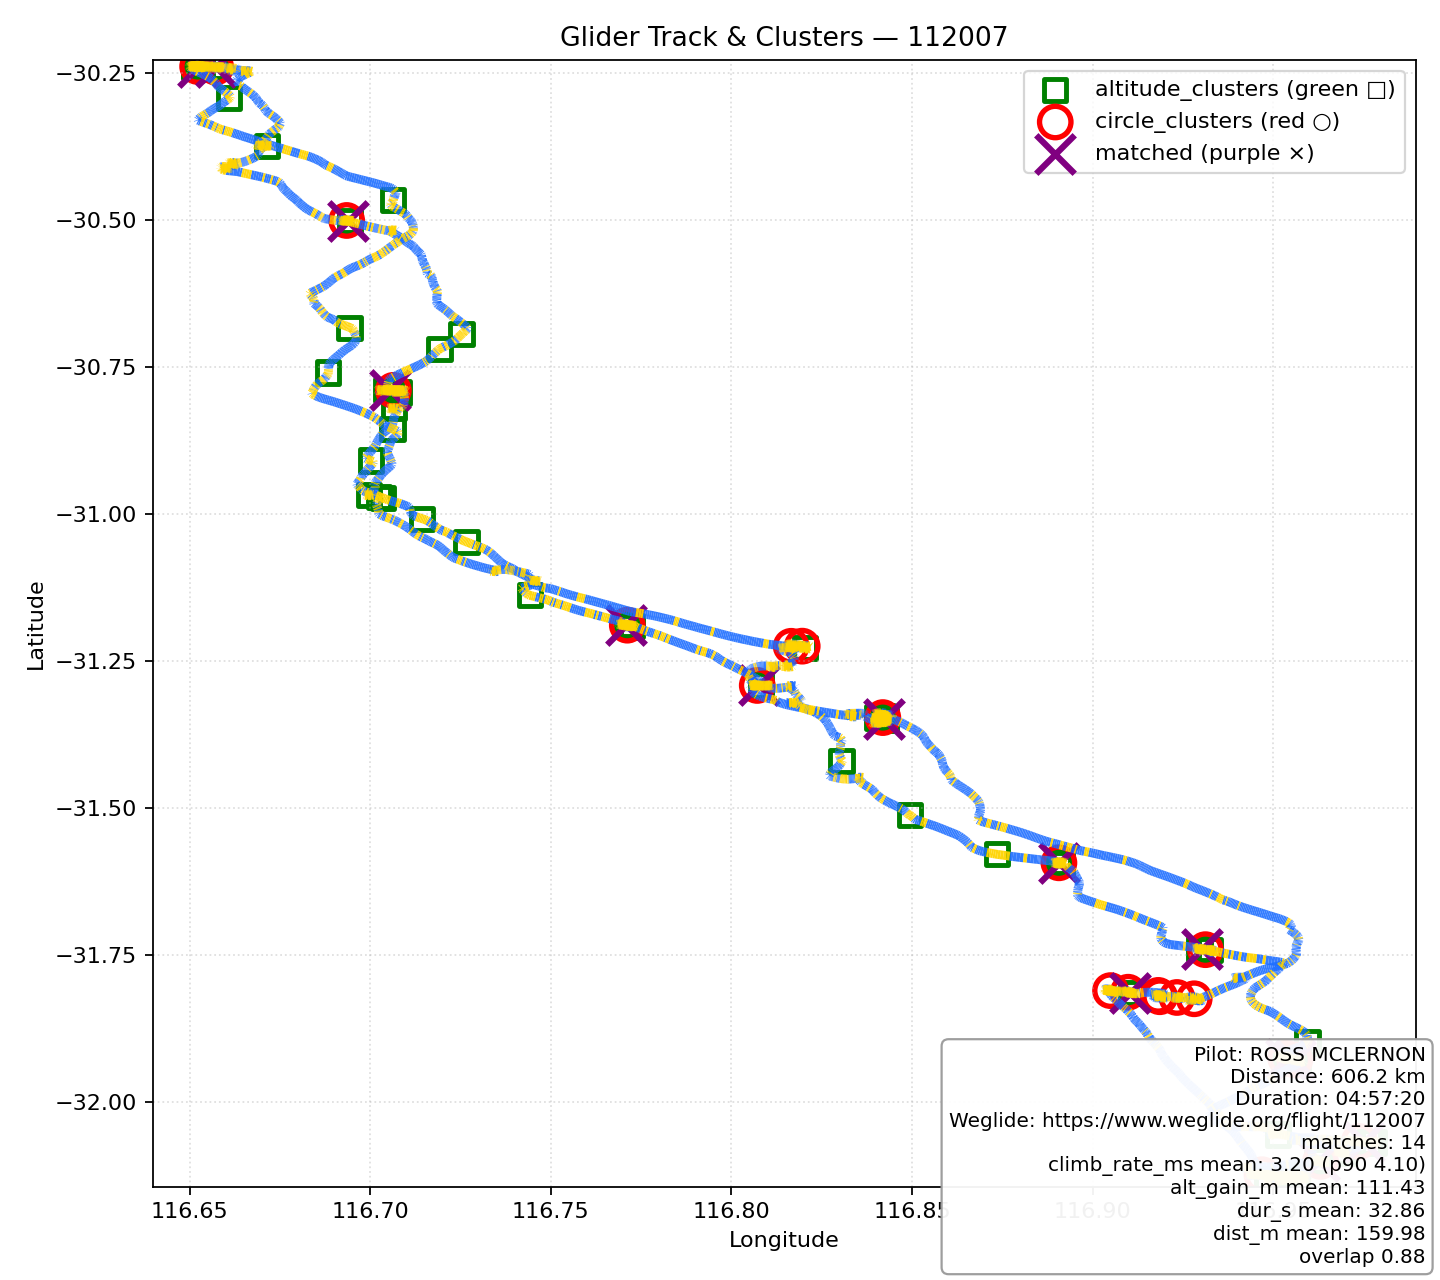 Glider Track & Clusters — 112007
altitude_clusters (green □)
circle_clusters (red ○)
matched (purple ×)
−30.25
−30.50
−30.75
−31.00
−31.25
−31.50
−31.75
−32.00
Latitude
116.65
116.70
116.75
116.80
116.85
116.90
Longitude
Pilot: ROSS MCLERNON
Distance: 606.2 km
Duration: 04:57:20
Weglide: https://www.weglide.org/flight/112007
matches: 14
climb_rate_ms mean: 3.20 (p90 4.10)
alt_gain_m mean: 111.43
dur_s mean: 32.86
dist_m mean: 159.98
overlap 0.88